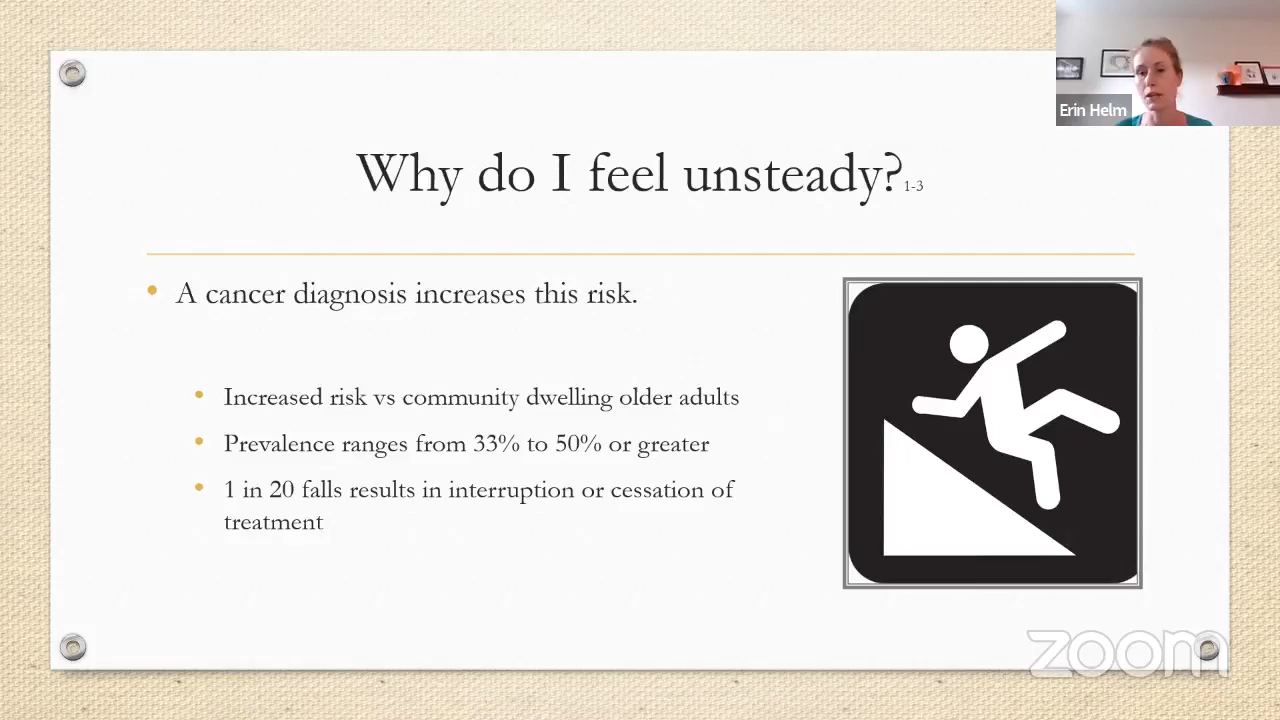 Erin Helm
Why do I feel unsteady?1-3
• A cancer diagnosis increases this risk.
• Increased risk vs community dwelling older adults
• Prevalence ranges from 33% to 50% or greater
• 1 in 20 falls results in interruption or cessation of
treatment
zoom